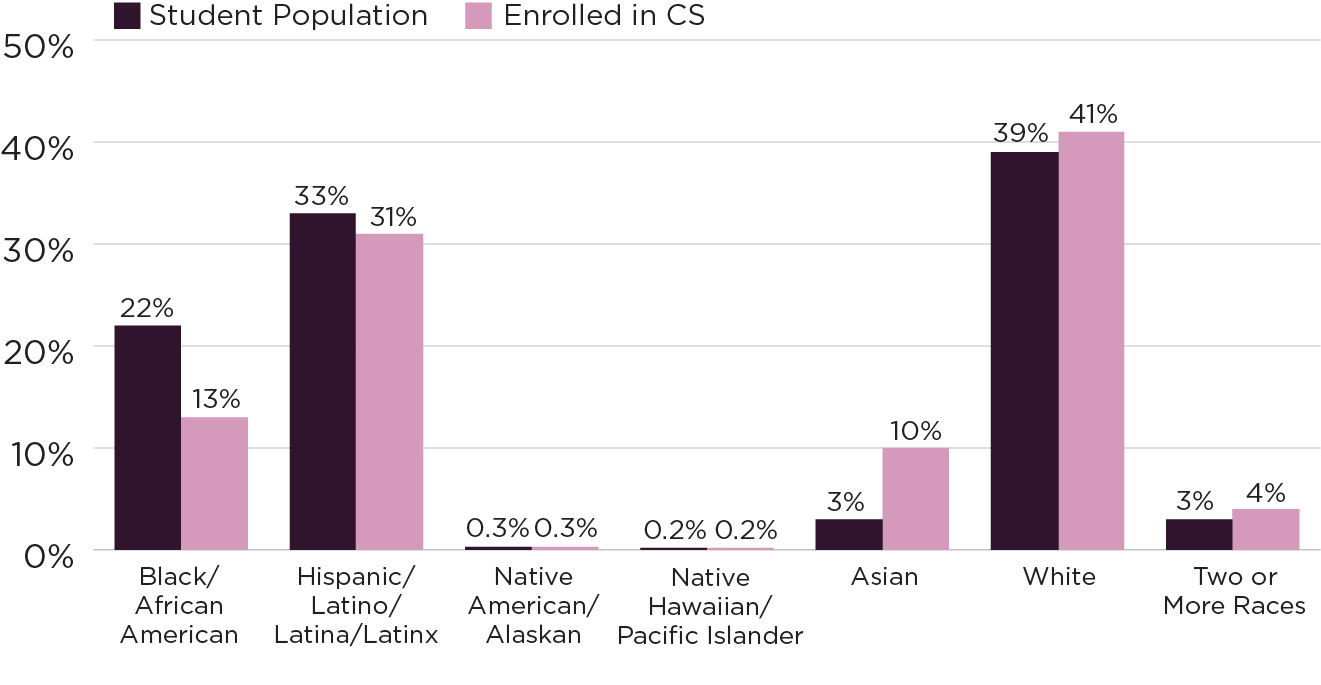 Student Population Enrolled in CS
50%
40%
30%
20%
10%
0%
22%
13%
33%
31%
0.3% 0.3%
0.2% 0.2%
3%
10%
39%
41%
3%
4%
Black/
African
American
Hispanic/
Latino/
Latina/Latinx
Native
American/
Alaskan
Native
Hawaiian/
Pacific Islander
Asian
White
Two or
More Races